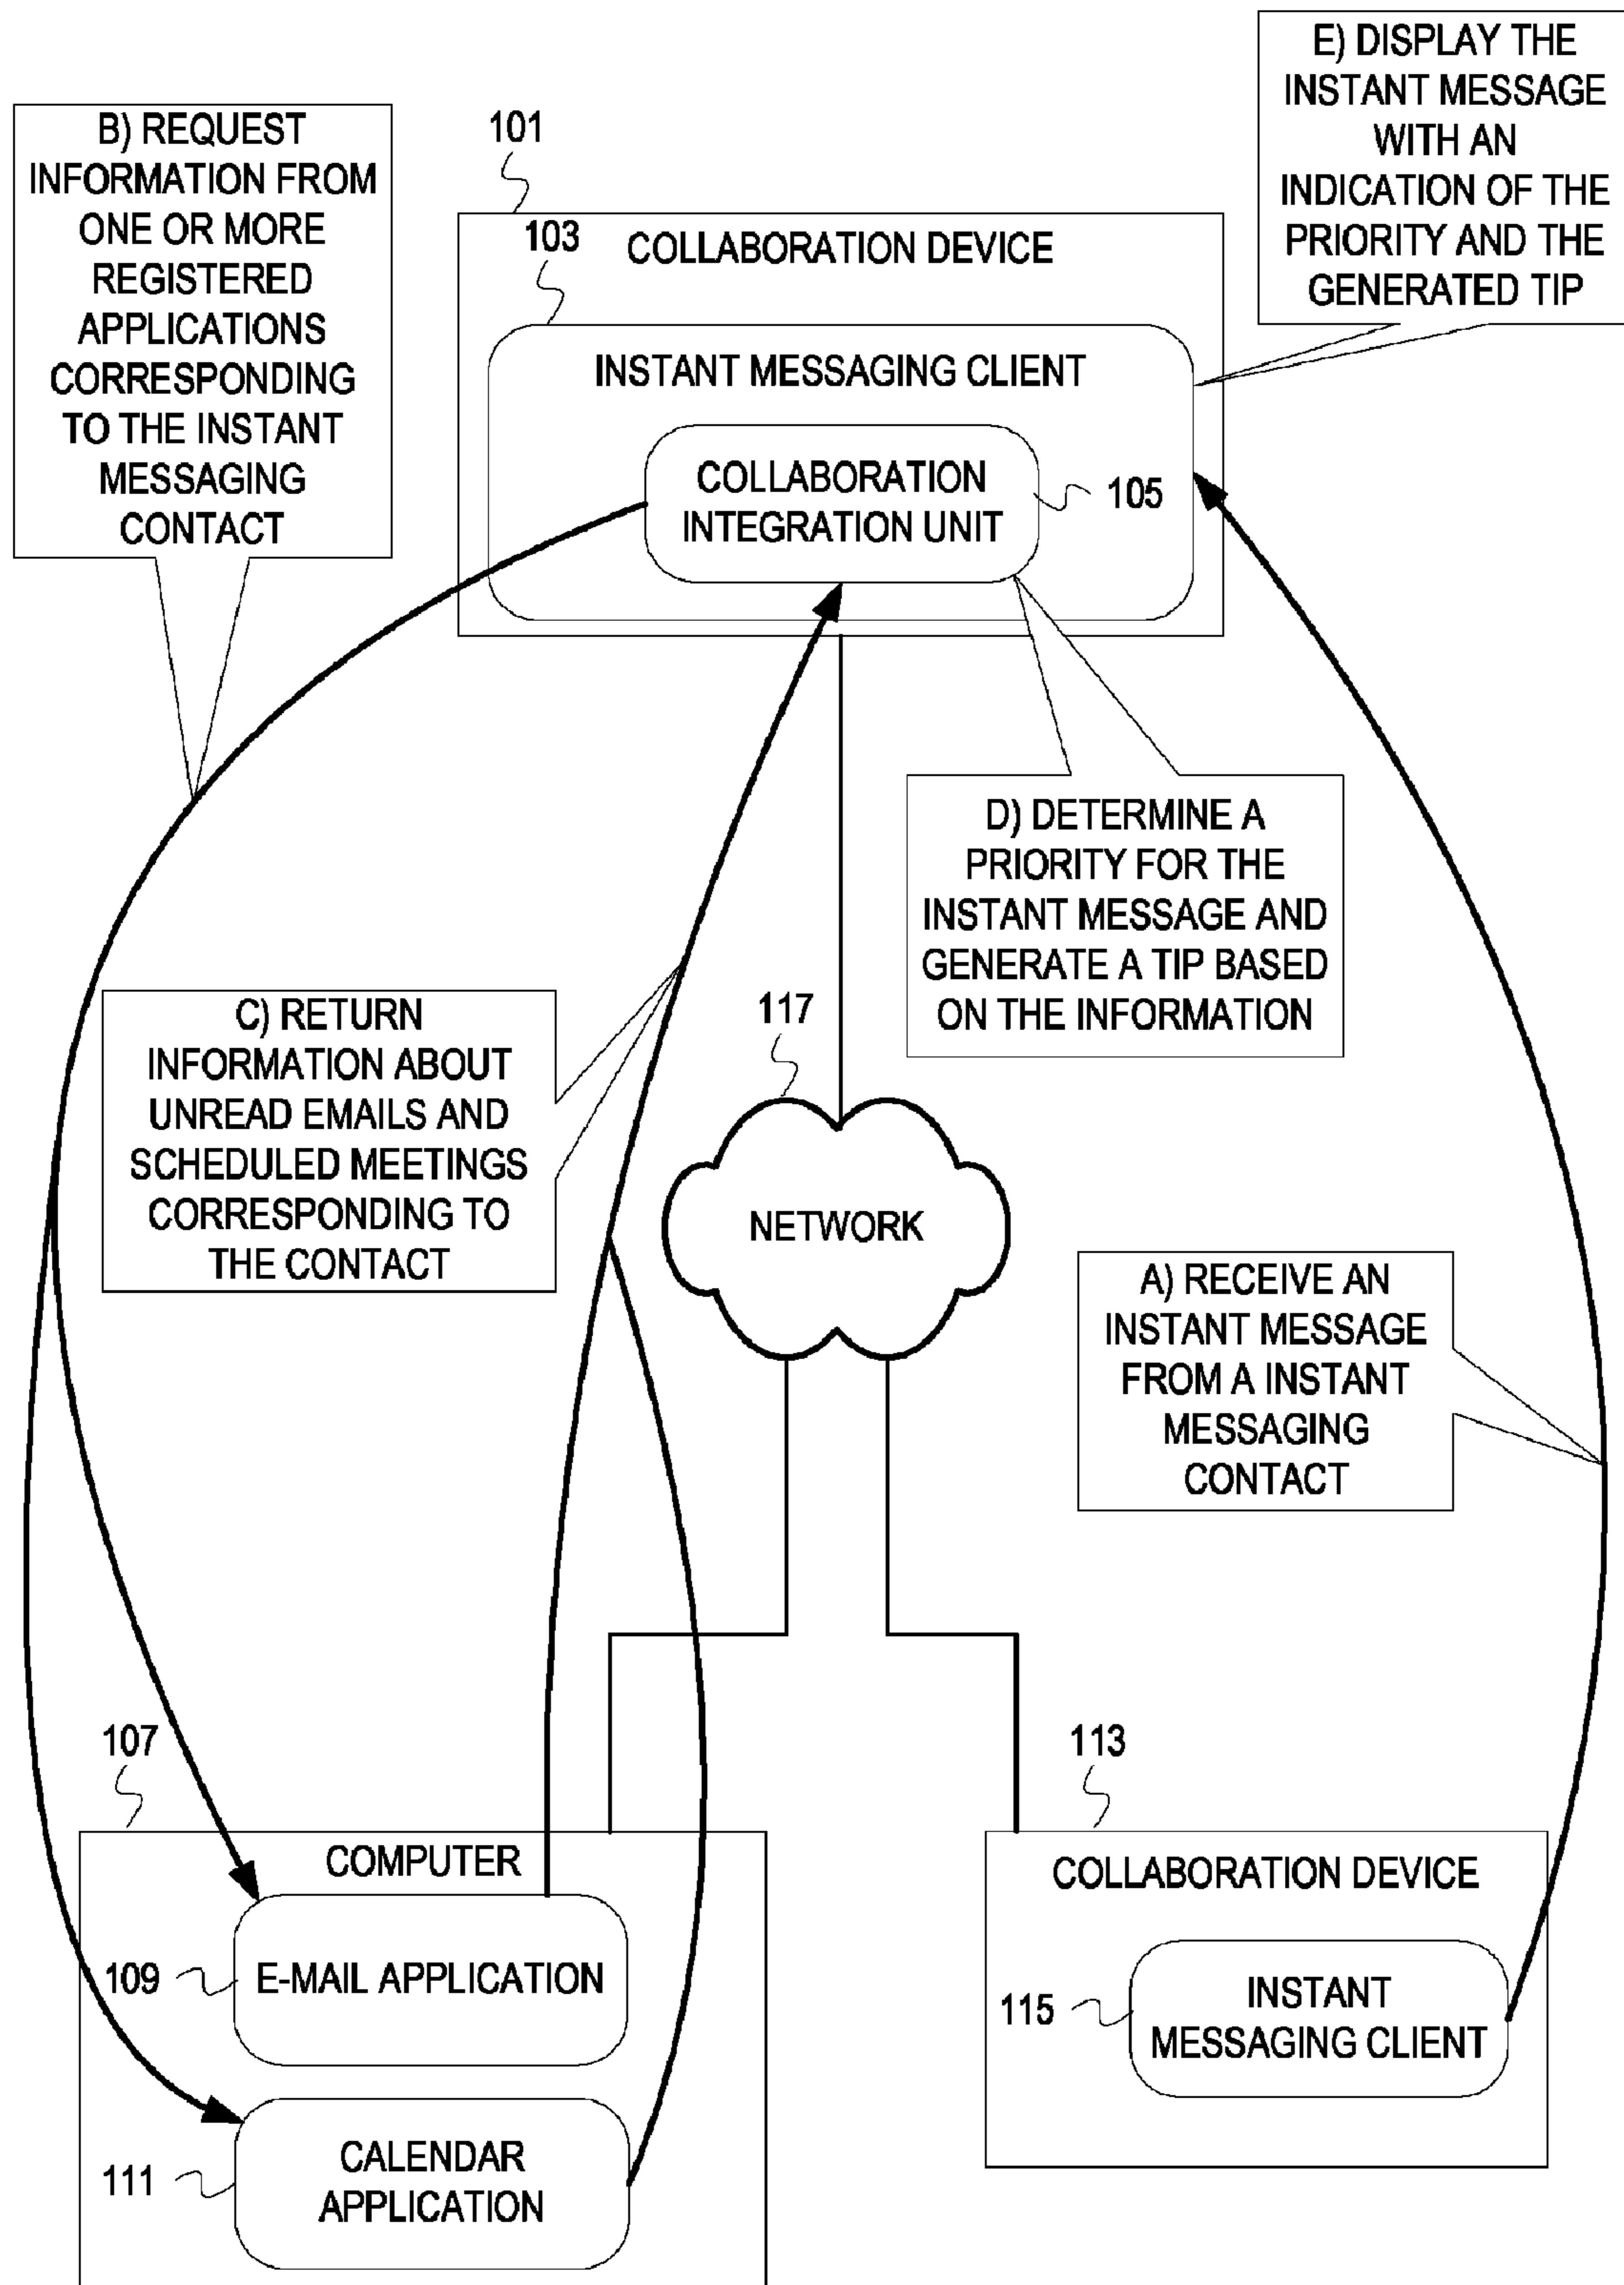 E) DISPLAY THE
INSTANT MESSAGE
WITH AN
INDICATION OF THE
PRIORITY AND THE
GENERATED TIP
B) REQUEST
INFORMATION FROM
ONE OR MORE
REGISTERED
APPLICATIONS
CORRESPONDING
TO THE INSTANT
MESSAGING
CONTACT
101
103
COLLABORATION DEVICE
INSTANT MESSAGING CLIENT
COLLABORATION
INTEGRATION UNIT
105
D) DETERMINE A
PRIORITY FOR THE
INSTANT MESSAGE AND
GENERATE A TIP BASED
ON THE INFORMATION
C) RETURN
INFORMATION ABOUT
UNREAD EMAILS AND
SCHEDULED MEETINGS
CORRESPONDING TO
THE CONTACT
117
NETWORK
A) RECEIVE AN
INSTANT MESSAGE
FROM A INSTANT
MESSAGING
CONTACT
107
COMPUTER
109
E-MAIL APPLICATION
111
CALENDAR
APPLICATION
113
COLLABORATION DEVICE
115
INSTANT
MESSAGING CLIENT